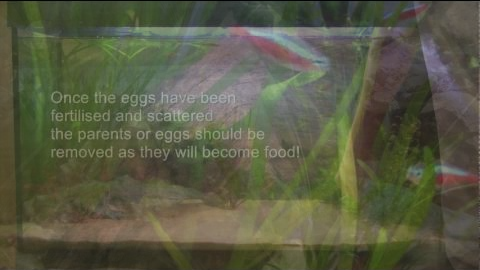 Once the eggs have been
fertilised and scattered
the parents or eggs should be
removed as they will become food!